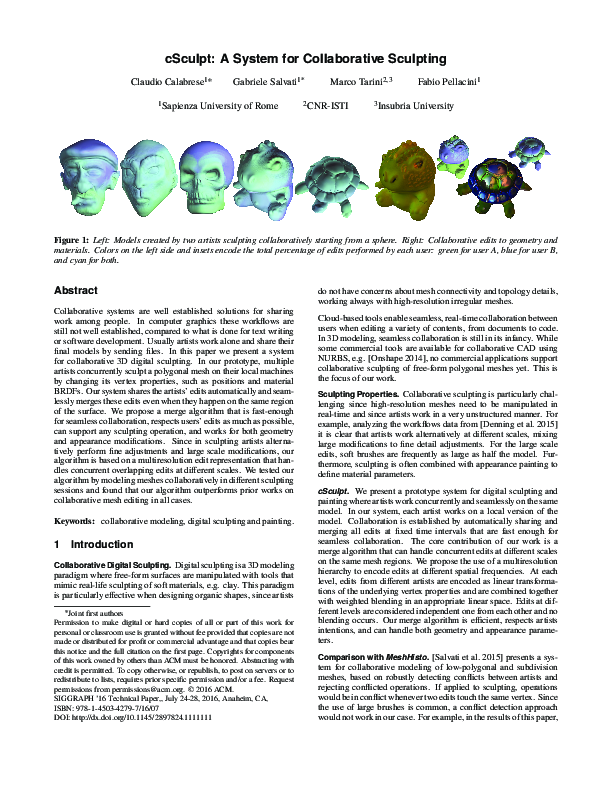 cSculpt: A System for Collaborative Sculpting
Claudio Calabrese1* Gabriele Salvati1* Marco Tarini2,3 Fabio Pellacini1
1Sapienza University of Rome 2CNR-ISTI 3Insubria University
Figure 1: Left: Models created by two artists sculpting collaboratively starting from a sphere. Right: Collaborative edits to geometry and
materials. Colors on the left side and insets encode the total percentage of edits performed by each user: green for user A, blue for user B,
and cyan for both.
Abstract
Collaborative systems are well established solutions for sharing
work among people. In computer graphics these workflows are
still not well established, compared to what is done for text writing
or software development. Usually artists work alone and share their
final models by sending files. In this paper we present a system
for collaborative 3D digital sculpting. In our prototype, multiple
artists concurrently sculpt a polygonal mesh on their local machines
by changing its vertex properties, such as positions and material
BRDFs. Our system shares the artists' edits automatically and seam-
lessly merges these edits even when they happen on the same region
of the surface. We propose a merge algorithm that is fast-enough
for seamless collaboration, respects users' edits as much as possible,
can support any sculpting operation, and works for both geometry
and appearance modifications. Since in sculpting artists alterna-
tively perform fine adjustments and large scale modifications, our
algorithm is based on a multiresolution edit representation that han-
dles concurrent overlapping edits at different scales. We tested our
algorithm by modeling meshes collaboratively in different sculpting
sessions and found that our algorithm outperforms prior works on
collaborative mesh editing in all cases.
Keywords: collaborative modeling, digital sculpting and painting.
1 Introduction
Collaborative Digital Sculpting. Digital sculpting is a 3D modeling
paradigm where free-form surfaces are manipulated with tools that
mimic real-life sculpting of soft materials, e.g. clay. This paradigm
is particularly effective when designing organic shapes, since artists
*Joint first authors
Permission to make digital or hard copies of all or part of this work for
personal or classroom use is granted without fee provided that copies are not
made or distributed for profit or commercial advantage and that copies bear
this notice and the full citation on the first page. Copyrights for components
of this work owned by others than ACM must be honored. Abstracting with
credit is permitted. To copy otherwise, or republish, to post on servers or to
redistribute to lists, requires prior specific permission and/or a fee. Request
permissions from permissions@acm.org. © 2016 ACM.
SIGGRAPH '16 Technical Paper,, July 24-28, 2016, Anaheim, CA,
ISBN: 978-1-4503-4279-7/16/07
DOI: http://dx.doi.org/10.1145/2897824.1111111
do not have concerns about mesh connectivity and topology details,
working always with high-resolution irregular meshes.
Cloud-based tools enable seamless, real-time collaboration between
users when editing a variety of contents, from documents to code.
In 3D modeling, seamless collaboration is still in its infancy. While
some commercial tools are available for collaborative CAD using
NURBS, e.g. [Onshape 2014], no commercial applications support
collaborative sculpting of free-form polygonal meshes yet. This is
the focus of our work.
Sculpting Properties. Collaborative sculpting is particularly chal-
lenging since high-resolution meshes need to be manipulated in
real-time and since artists work in a very unstructured manner. For
example, analyzing the workflows data from [Denning et al. 2015]
it is clear that artists work alternatively at different scales, mixing
large modifications to fine detail adjustments. For the large scale
edits, soft brushes are frequently as large as half the model. Fur-
thermore, sculpting is often combined with appearance painting to
define material parameters.
cSculpt. We present a prototype system for digital sculpting and
painting where artists work concurrently and seamlessly on the same
model. In our system, each artist works on a local version of the
model. Collaboration is established by automatically sharing and
merging all edits at fixed time intervals that are fast enough for
seamless collaboration. The core contribution of our work is a
merge algorithm that can handle concurrent edits at different scales
on the same mesh regions. We propose the use of a multiresolution
hierarchy to encode edits at different spatial frequencies. At each
level, edits from different artists are encoded as linear transforma-
tions of the underlying vertex properties and are combined together
with weighted blending in an appropriate linear space. Edits at dif-
ferent levels are considered independent one from each other and no
blending occurs. Our merge algorithm is efficient, respects artists
intentions, and can handle both geometry and appearance parame-
ters.
Comparison with MeshHisto. [Salvati et al. 2015] presents a sys-
tem for collaborative modeling of low-polygonal and subdivision
meshes, based on robustly detecting conflicts between artists and
rejecting conflicted operations. If applied to sculpting, operations
would be in conflict whenever two edits touch the same vertex. Since
the use of large brushes is common, a conflict detection approach
would not work in our case. For example, in the results of this paper,